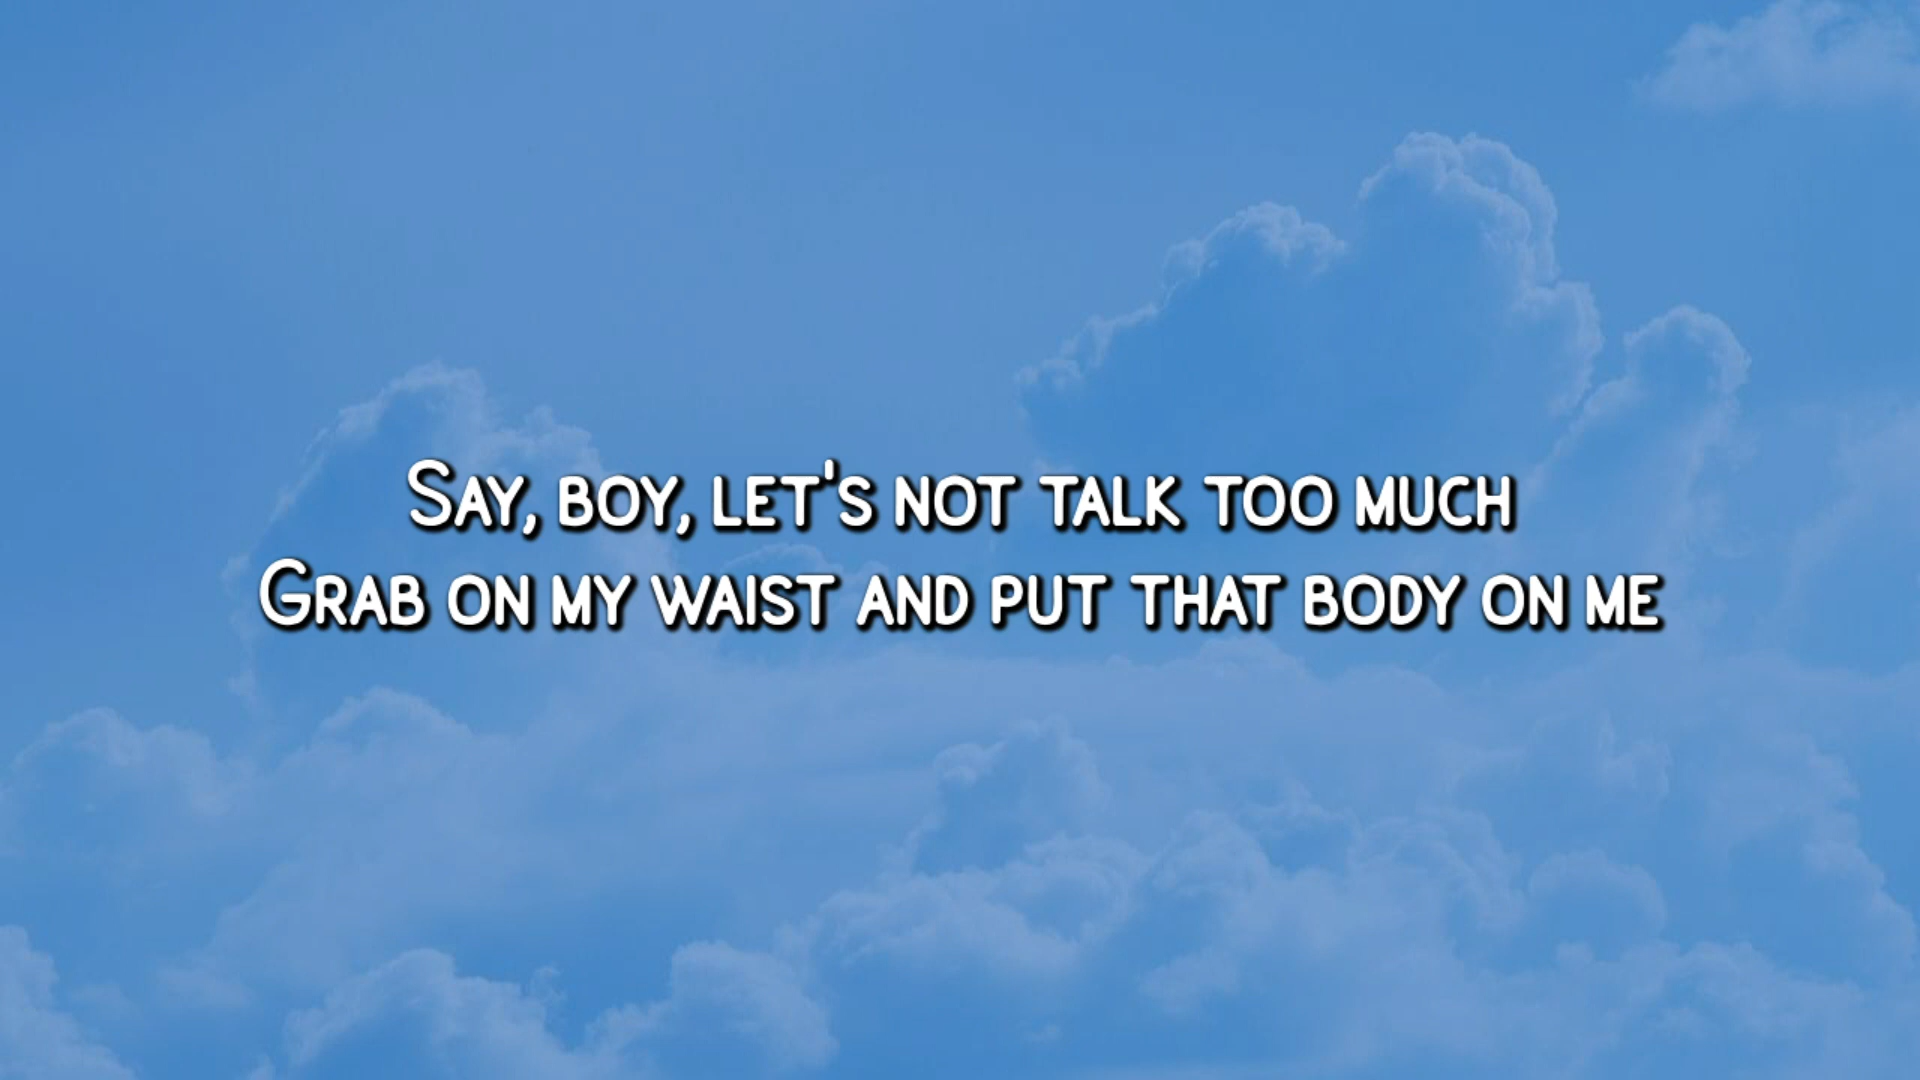 Say, boy, let's not talk too much
Grab on my waist and put that body on me